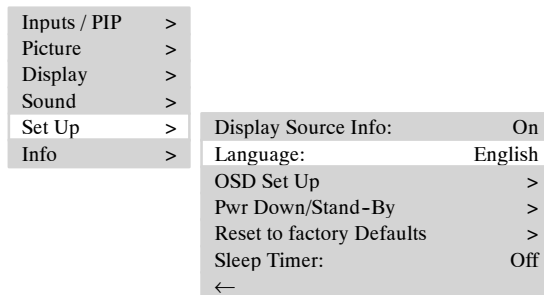 Inputs / PIP >
Picture >
Display >
Sound >
Set Up >
Info >
Display Source Info: On
Language: English
OSD Set Up >
Pwr Down/Stand-By >
Reset to factory Defaults >
Sleep Timer: Off
←